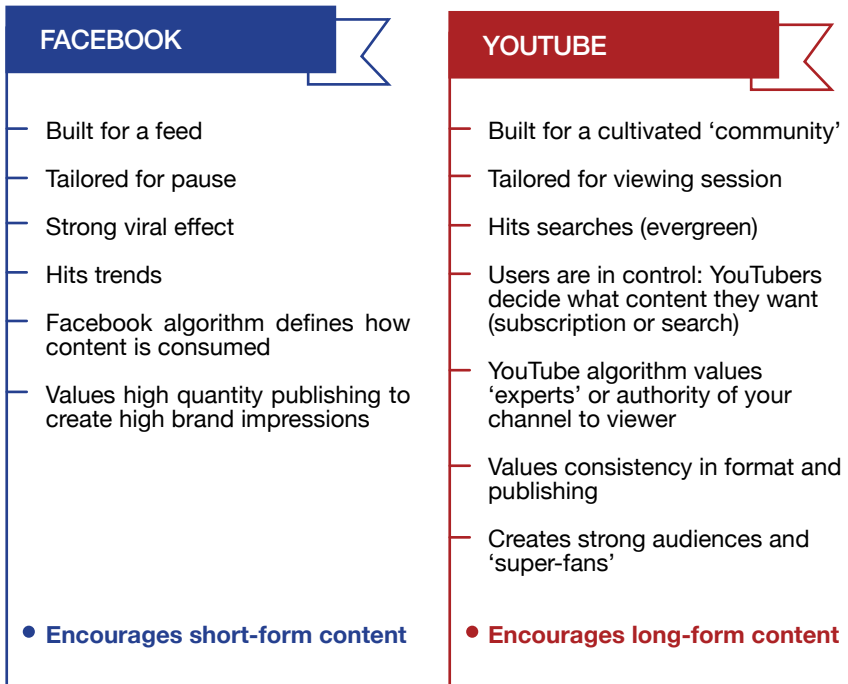 FACEBOOK
Built for a feed
Tailored for pause
Strong viral effect
Hits trends
Facebook algorithm defines how
content is consumed
Values high quantity publishing to
create high brand impressions
Encourages short-form content
YOUTUBE
Built for a cultivated ‘community’
Tailored for viewing session
Hits searches (evergreen)
Users are in control: YouTubers
decide what content they want
(subscription or search)
YouTube algorithm values
‘experts’ or authority of your
channel to viewer
Values consistency in format and
publishing
Creates strong audiences and
‘super-fans’
Encourages long-form content